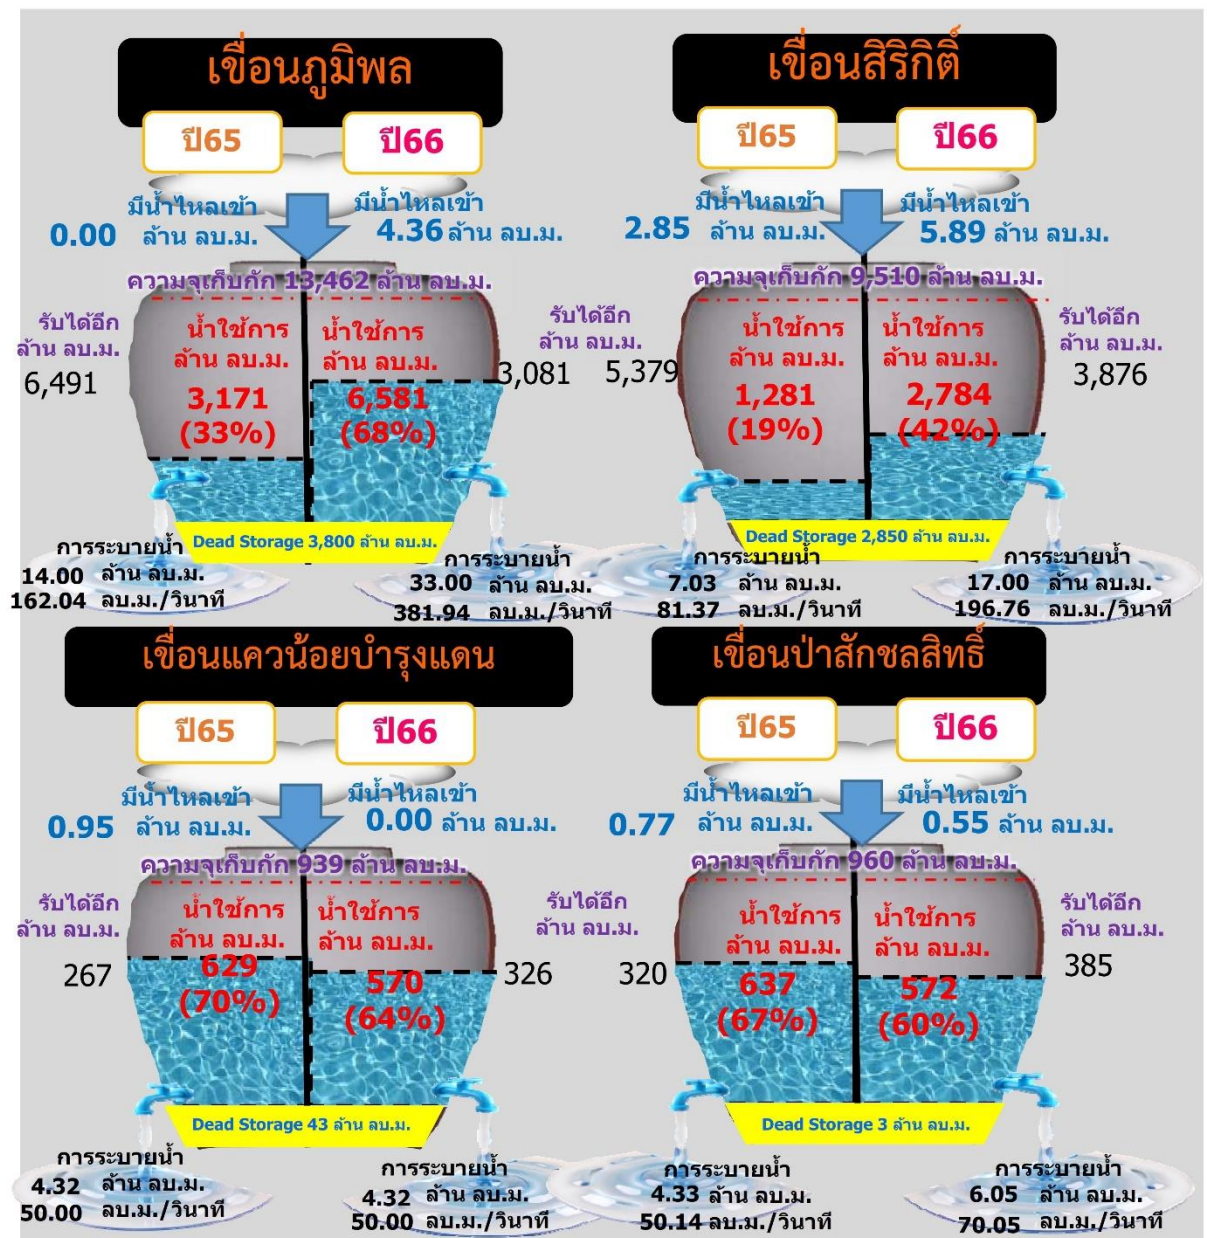 เขื่อนภูมิพล
ปี65
ปี66
มีน้ำไหลเข้า
0.00 ล้าน ลบ.ม.
มีน้ำไหลเข้า
4.36 ล้าน ลบ.ม.
ความจุเก็บกัก 13,462 ล้าน ลบ.ม.
รับได้อีก
ล้าน ลบ.ม.
6,491
น้ำใช้การ
ล้าน ลบ.ม.
3,171
(33%)
น้ำใช้การ
ล้าน ลบ.ม.
6,581
(68%)
รับได้อีก
ล้าน ลบ.ม.
3,081
Dead Storage 3,800 ล้าน ลบ.ม.
การระบายน้ำ
14.00 ล้าน ลบ.ม.
162.04 ลบ.ม./วินาที
การระบายน้ำ
33.00 ล้าน ลบ.ม.
381.94 ลบ.ม./วินาที
เขื่อนสิริกิติ์
ปี65
ปี66
มีน้ำไหลเข้า
2.85 ล้าน ลบ.ม.
มีน้ำไหลเข้า
5.89 ล้าน ลบ.ม.
ความจุเก็บกัก 9,510 ล้าน ลบ.ม.
5,379
น้ำใช้การ
ล้าน ลบ.ม.
1,281
(19%)
น้ำใช้การ
ล้าน ลบ.ม.
2,784
(42%)
รับได้อีก
ล้าน ลบ.ม.
3,876
Dead Storage 2,850 ล้าน ลบ.ม.
การระบายน้ำ
7.03 ล้าน ลบ.ม.
81.37 ลบ.ม./วินาที
การระบายน้ำ
17.00 ล้าน ลบ.ม.
196.76 ลบ.ม./วินาที
เขื่อนแควน้อยบำรุงแดน
ปี65
ปี66
มีน้ำไหลเข้า
0.95 ล้าน ลบ.ม.
มีน้ำไหลเข้า
0.00 ล้าน ลบ.ม.
ความจุเก็บกัก 939 ล้าน ลบ.ม.
รับได้อีก
ล้าน ลบ.ม.
267
น้ำใช้การ
ล้าน ลบ.ม.
629
(70%)
น้ำใช้การ
ล้าน ลบ.ม.
570
(64%)
รับได้อีก
ล้าน ลบ.ม.
326
Dead Storage 43 ล้าน ลบ.ม.
การระบายน้ำ
4.32 ล้าน ลบ.ม.
50.00 ลบ.ม./วินาที
การระบายน้ำ
4.32 ล้าน ลบ.ม.
50.00 ลบ.ม./วินาที
เขื่อนป่าสักชลสิทธิ์
ปี65
ปี66
มีน้ำไหลเข้า
0.77 ล้าน ลบ.ม.
มีน้ำไหลเข้า
0.55 ล้าน ลบ.ม.
ความจุเก็บกัก 960 ล้าน ลบ.ม.
320
น้ำใช้การ
ล้าน ลบ.ม.
637
(67%)
น้ำใช้การ
ล้าน ลบ.ม.
572
(60%)
รับได้อีก
ล้าน ลบ.ม.
385
Dead Storage 3 ล้าน ลบ.ม.
การระบายน้ำ
4.33 ล้าน ลบ.ม.
50.14 ลบ.ม./วินาที
การระบายน้ำ
6.05 ล้าน ลบ.ม.
70.05 ลบ.ม./วินาที